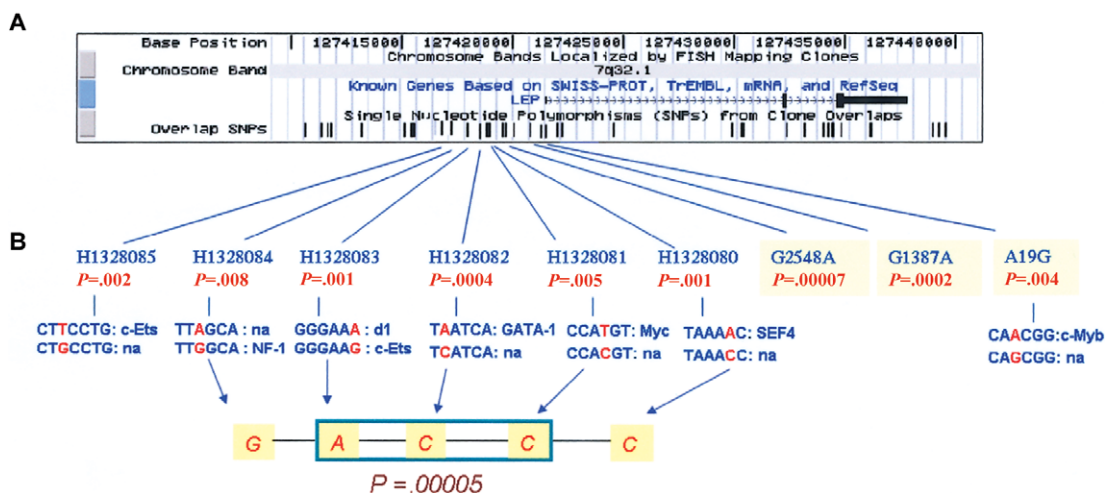 A
Base Position 127415000| 127420000| 127425000| 127430000| 127435000| 127440000|
Chromosome Bands Localized by FISH Mapping Clones
Chromosome Band 7q32.1
Known Genes Based on SWISS-PROT, TrEMBL, mRNA, and RefSeq
LEP
Single Nucleotide Polymorphisms (SNPs) from Clone Overlaps
Overlap SNPs
B
H1328085 H1328084 H1328083 H1328082 H1328081 H1328080 G2548A G1387A A19G
P=.002 P=.008 P=.001 P=.0004 P=.005 P=.001 P=.00007 P=.0002 P=.004
CTTCCTG: c-Ets TTAGCA : na GGGAAA : d1 TAATCA: GATA-1 CCATGT: Myc TAAAAC: SEF4 CAACGG:c-Myb
CTGCCTG: na TTGGCA : NF-1 GGGAAG : c-Ets TCATCA: na CCACGT: na TAAACC: na CAGCGG: na
G A C C C
P =.00005